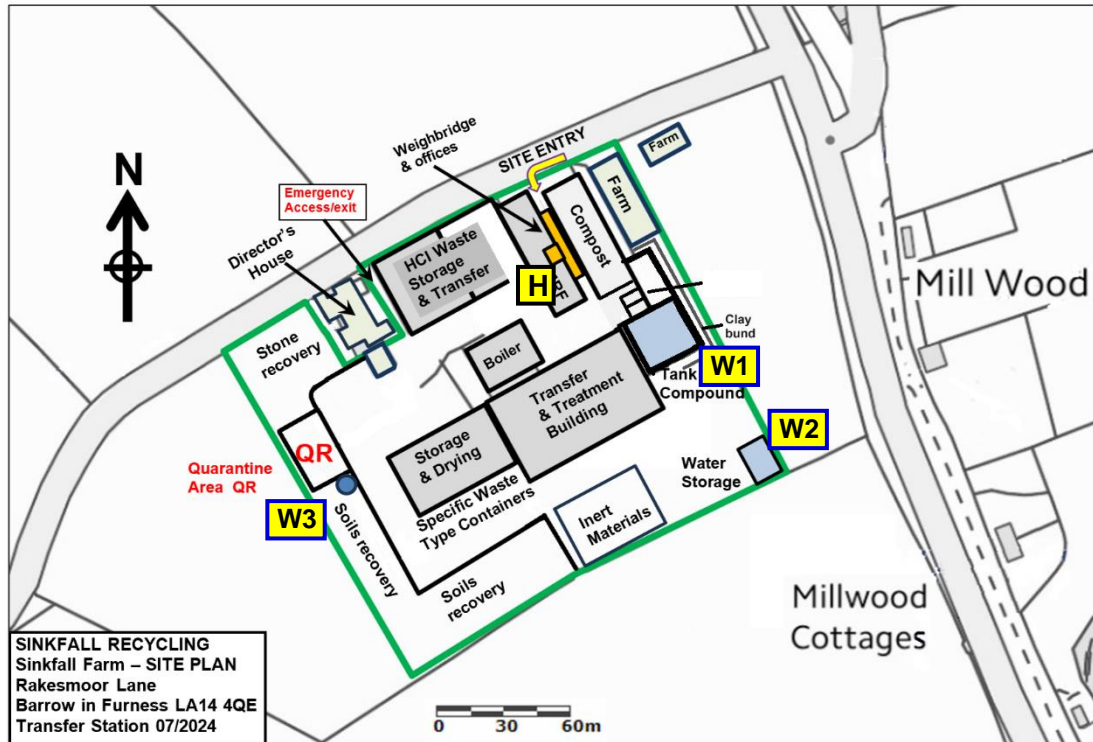 Weighbridge
& offices
SITE ENTRY
Farm
Farm
N
Emergency
Access/exit
Director's
House
HCI Waste
Storage
& Transfer
Compost
H
Mill Wood
Stone
recovery
Boiler
Clay
bund
W1
Tank
Compound
Transfer
& Treatment
Building
W2
Storage
& Drying
QR
Quarantine
Area QR
Water
Storage
W3
Specific Waste
Type Containers
Inert
Materials
Soils recovery
Soils
recovery
Millwood
Cottages
SINKFALL RECYCLING
Sinkfall Farm – SITE PLAN
Rakesmoor Lane
Barrow in Furness LA14 4QE
Transfer Station 07/2024
0 30 60m